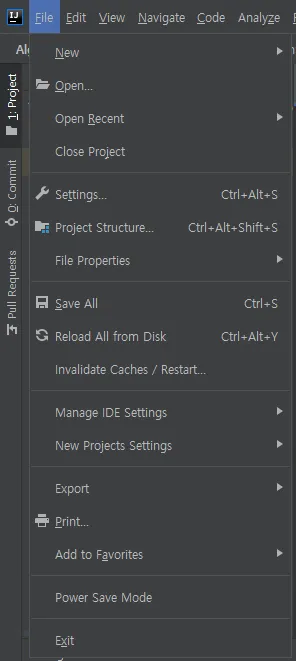 IJ File Edit View Navigate Code Analyze
Al
1: Project
0: Commit
Pull Requests
New
Open...
Open Recent
Close Project
Settings... Ctrl+Alt+S
Project Structure... Ctrl+Alt+Shift+S
File Properties
Save All Ctrl+S
Reload All from Disk Ctrl+Alt+Y
Invalidate Caches / Restart...
Manage IDE Settings
New Projects Settings
Export
Print...
Add to Favorites
Power Save Mode
Exit